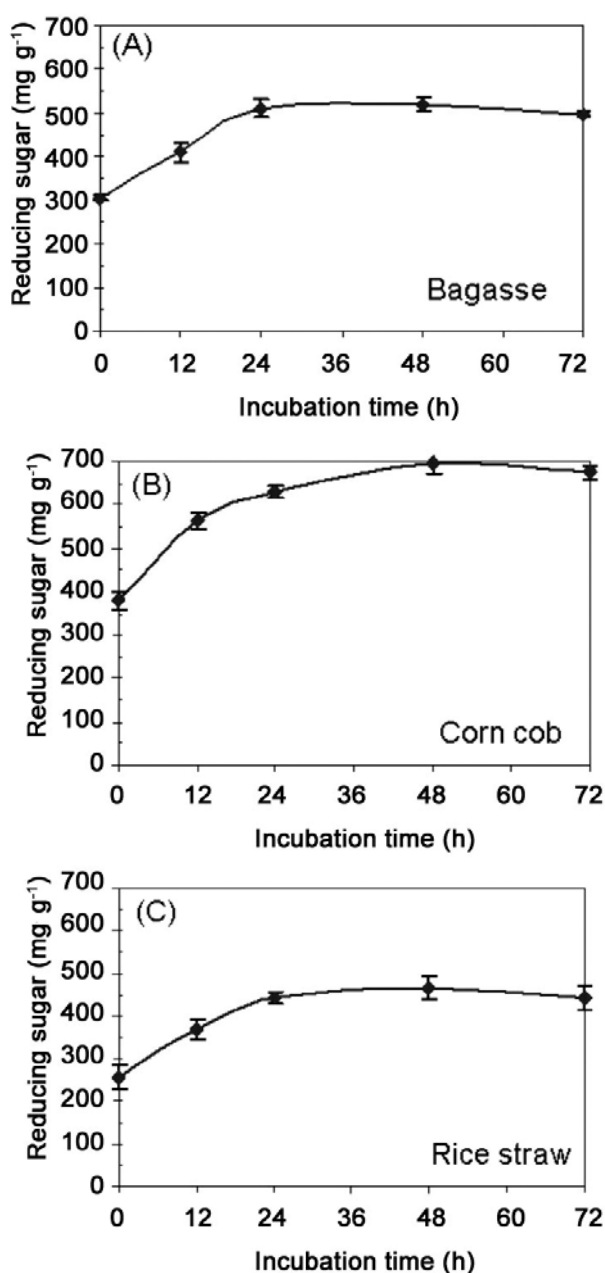 (A)
Reducing sugar (mg g⁻¹)
700
600
500
400
300
200
100
0
Bagasse
0 12 24 36 48 60 72
Incubation time (h)
(B)
Reducing sugar (mg g⁻¹)
700
600
500
400
300
200
100
0
Corn cob
0 12 24 36 48 60 72
Incubation time (h)
(C)
Reducing sugar (mg g⁻¹)
700
600
500
400
300
200
100
0
Rice straw
0 12 24 36 48 60 72
Incubation time (h)